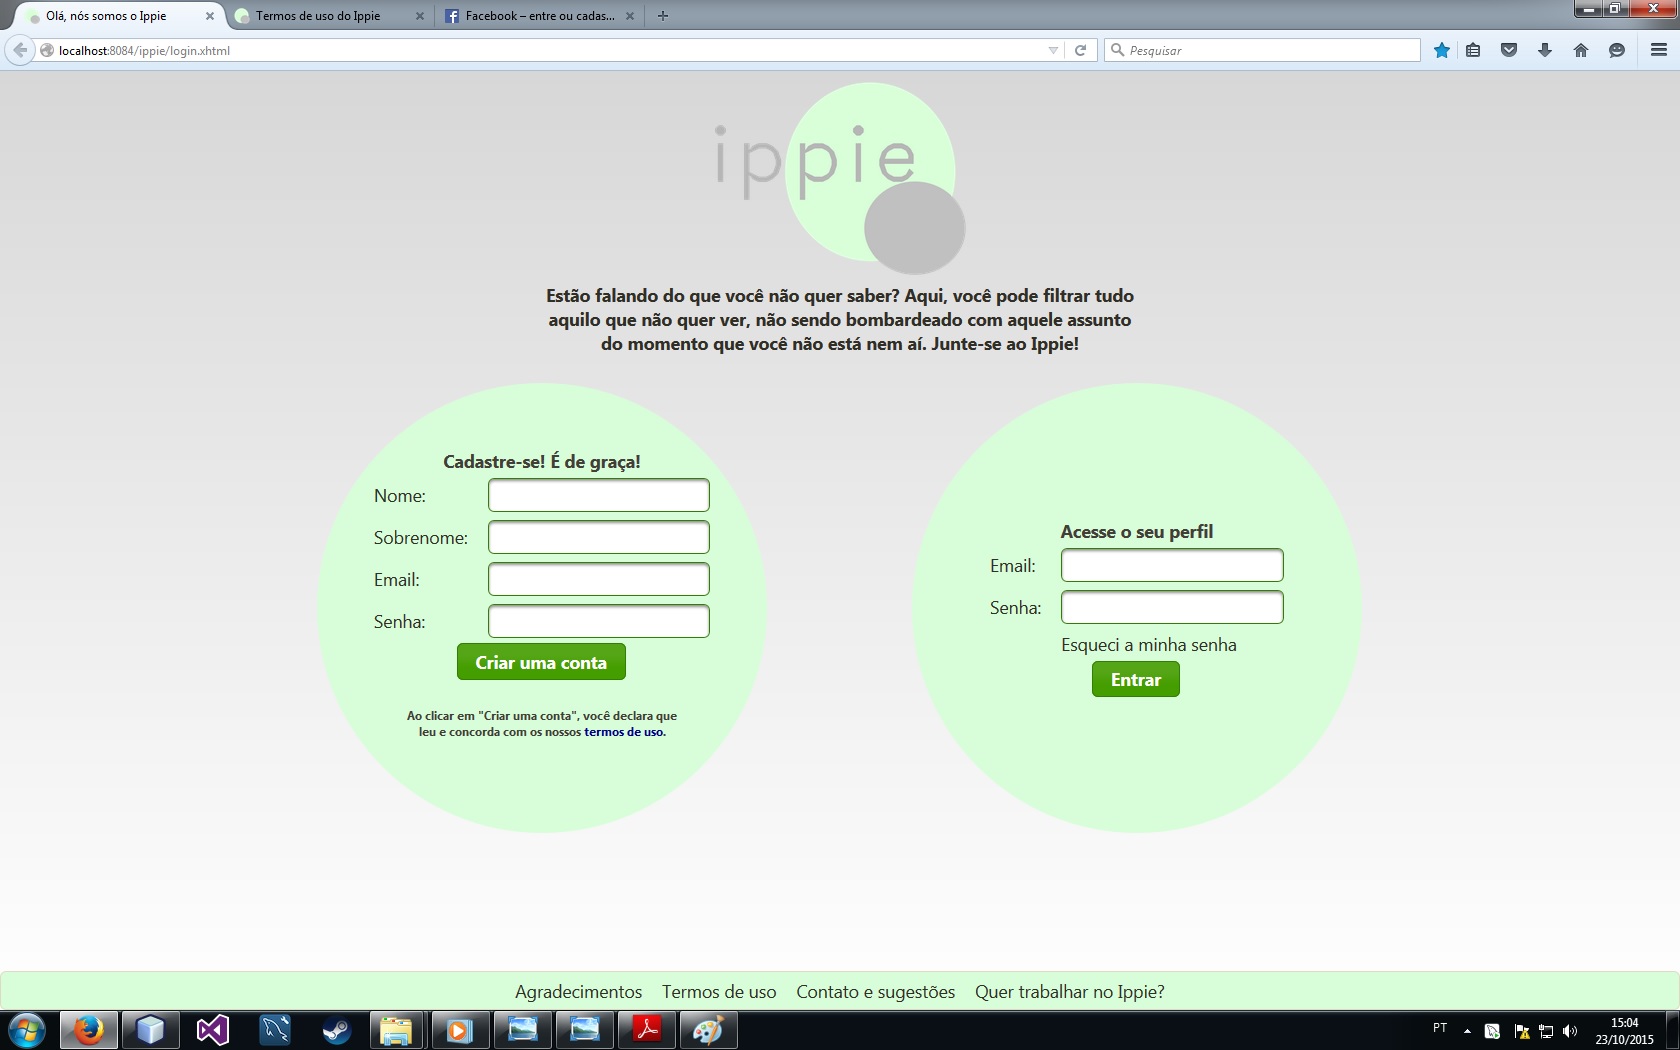 Olá, nós somos o Ippie
Termos de uso do Ippie
Facebook – entre ou cadas...
localhost:8084/ippie/login.xhtml
Pesquisar
ippie
Estão falando do que você não quer saber? Aqui, você pode filtrar tudo
aquilo que não quer ver, não sendo bombardeado com aquele assunto
do momento que você não está nem aí. Junte-se ao Ippie!
Cadastre-se! É de graça!
Nome:
Sobrenome:
Email:
Senha:
Criar uma conta
Ao clicar em "Criar uma conta", você declara que
leu e concorda com os nossos termos de uso.
Acesse o seu perfil
Email:
Senha:
Esqueci a minha senha
Entrar
Agradecimentos Termos de uso Contato e sugestões Quer trabalhar no Ippie?
PT
15:04
23/10/2015